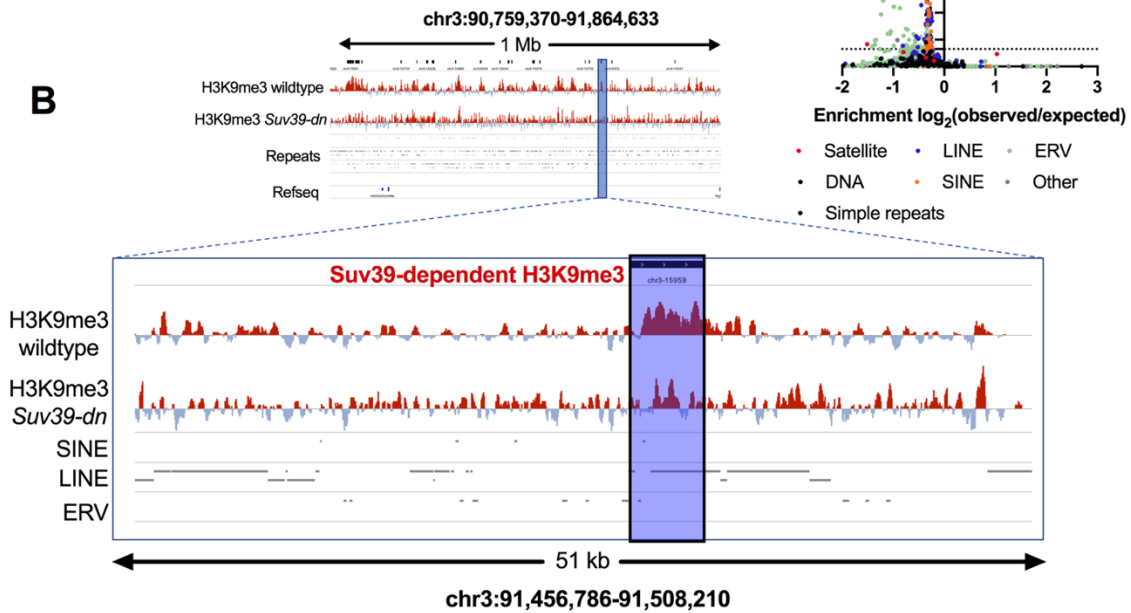 chr3:90,759,370-91,864,633
1 Mb
B
H3K9me3 wildtype
H3K9me3 Suv39-dn
Repeats
Refseq
-2 -1 0 1 2 3
Enrichment log2(observed/expected)
Satellite LINE ERV
DNA SINE Other
Simple repeats
Suv39-dependent H3K9me3
chr3-15959
H3K9me3
wildtype
H3K9me3
Suv39-dn
SINE
LINE
ERV
51 kb
chr3:91,456,786-91,508,210